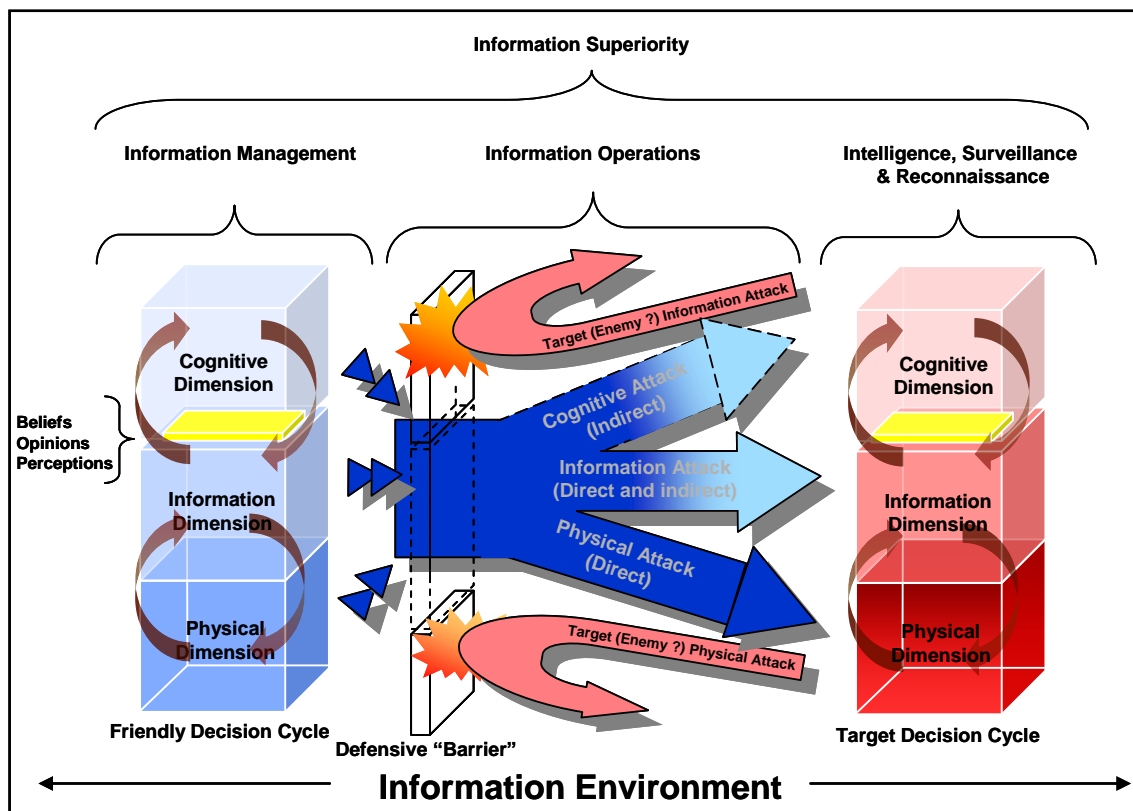 Information Superiority
Information Management
Information Operations
Intelligence, Surveillance
& Reconnaissance
Target (Enemy ?) Information Attack
Cognitive
Dimension
Cognitive Attack
(Indirect)
Cognitive
Dimension
Beliefs
Opinions
Perceptions
Information
Dimension
Information Attack
(Direct and indirect)
Information
Dimension
Physical Attack
(Direct)
Physical
Dimension
Target (Enemy ?) Physical Attack
Physical
Dimension
Friendly Decision Cycle
Defensive “Barrier”
Target Decision Cycle
Information Environment